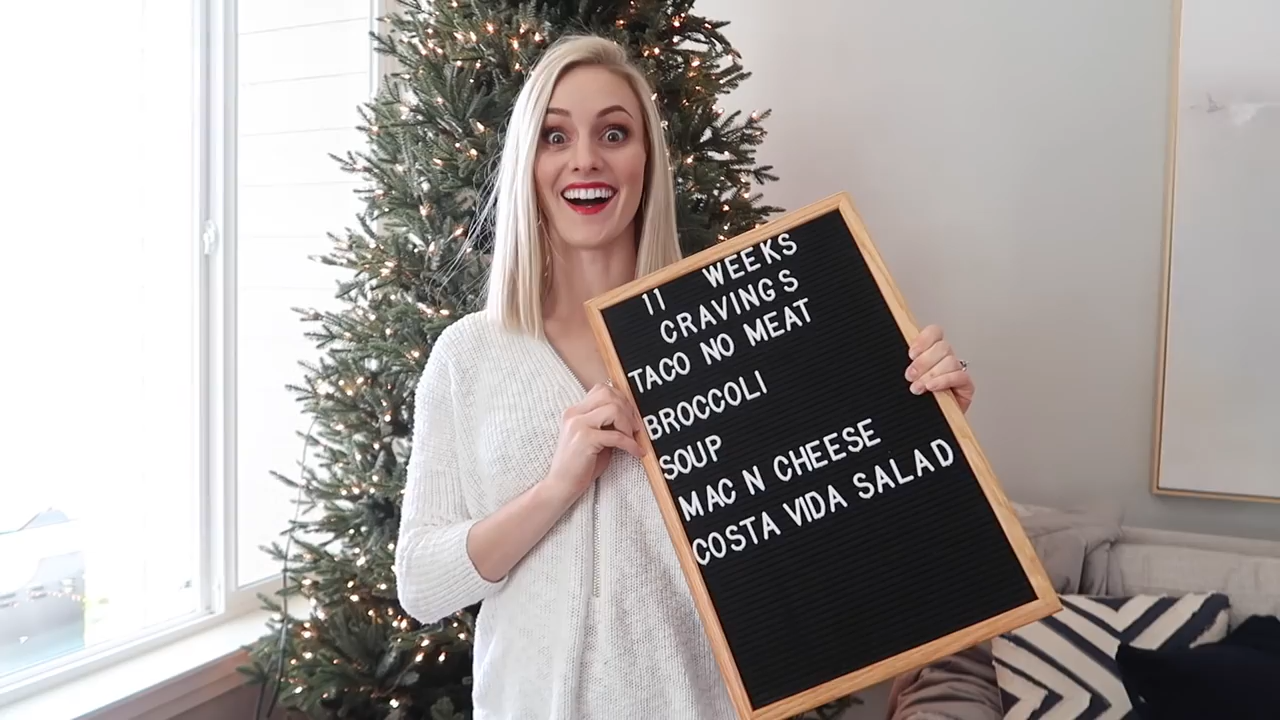 11 WEEKS
CRAVINGS
TACO NO MEAT
BROCCOLI
SOUP
MAC N CHEESE
COSTA VIDA SALAD